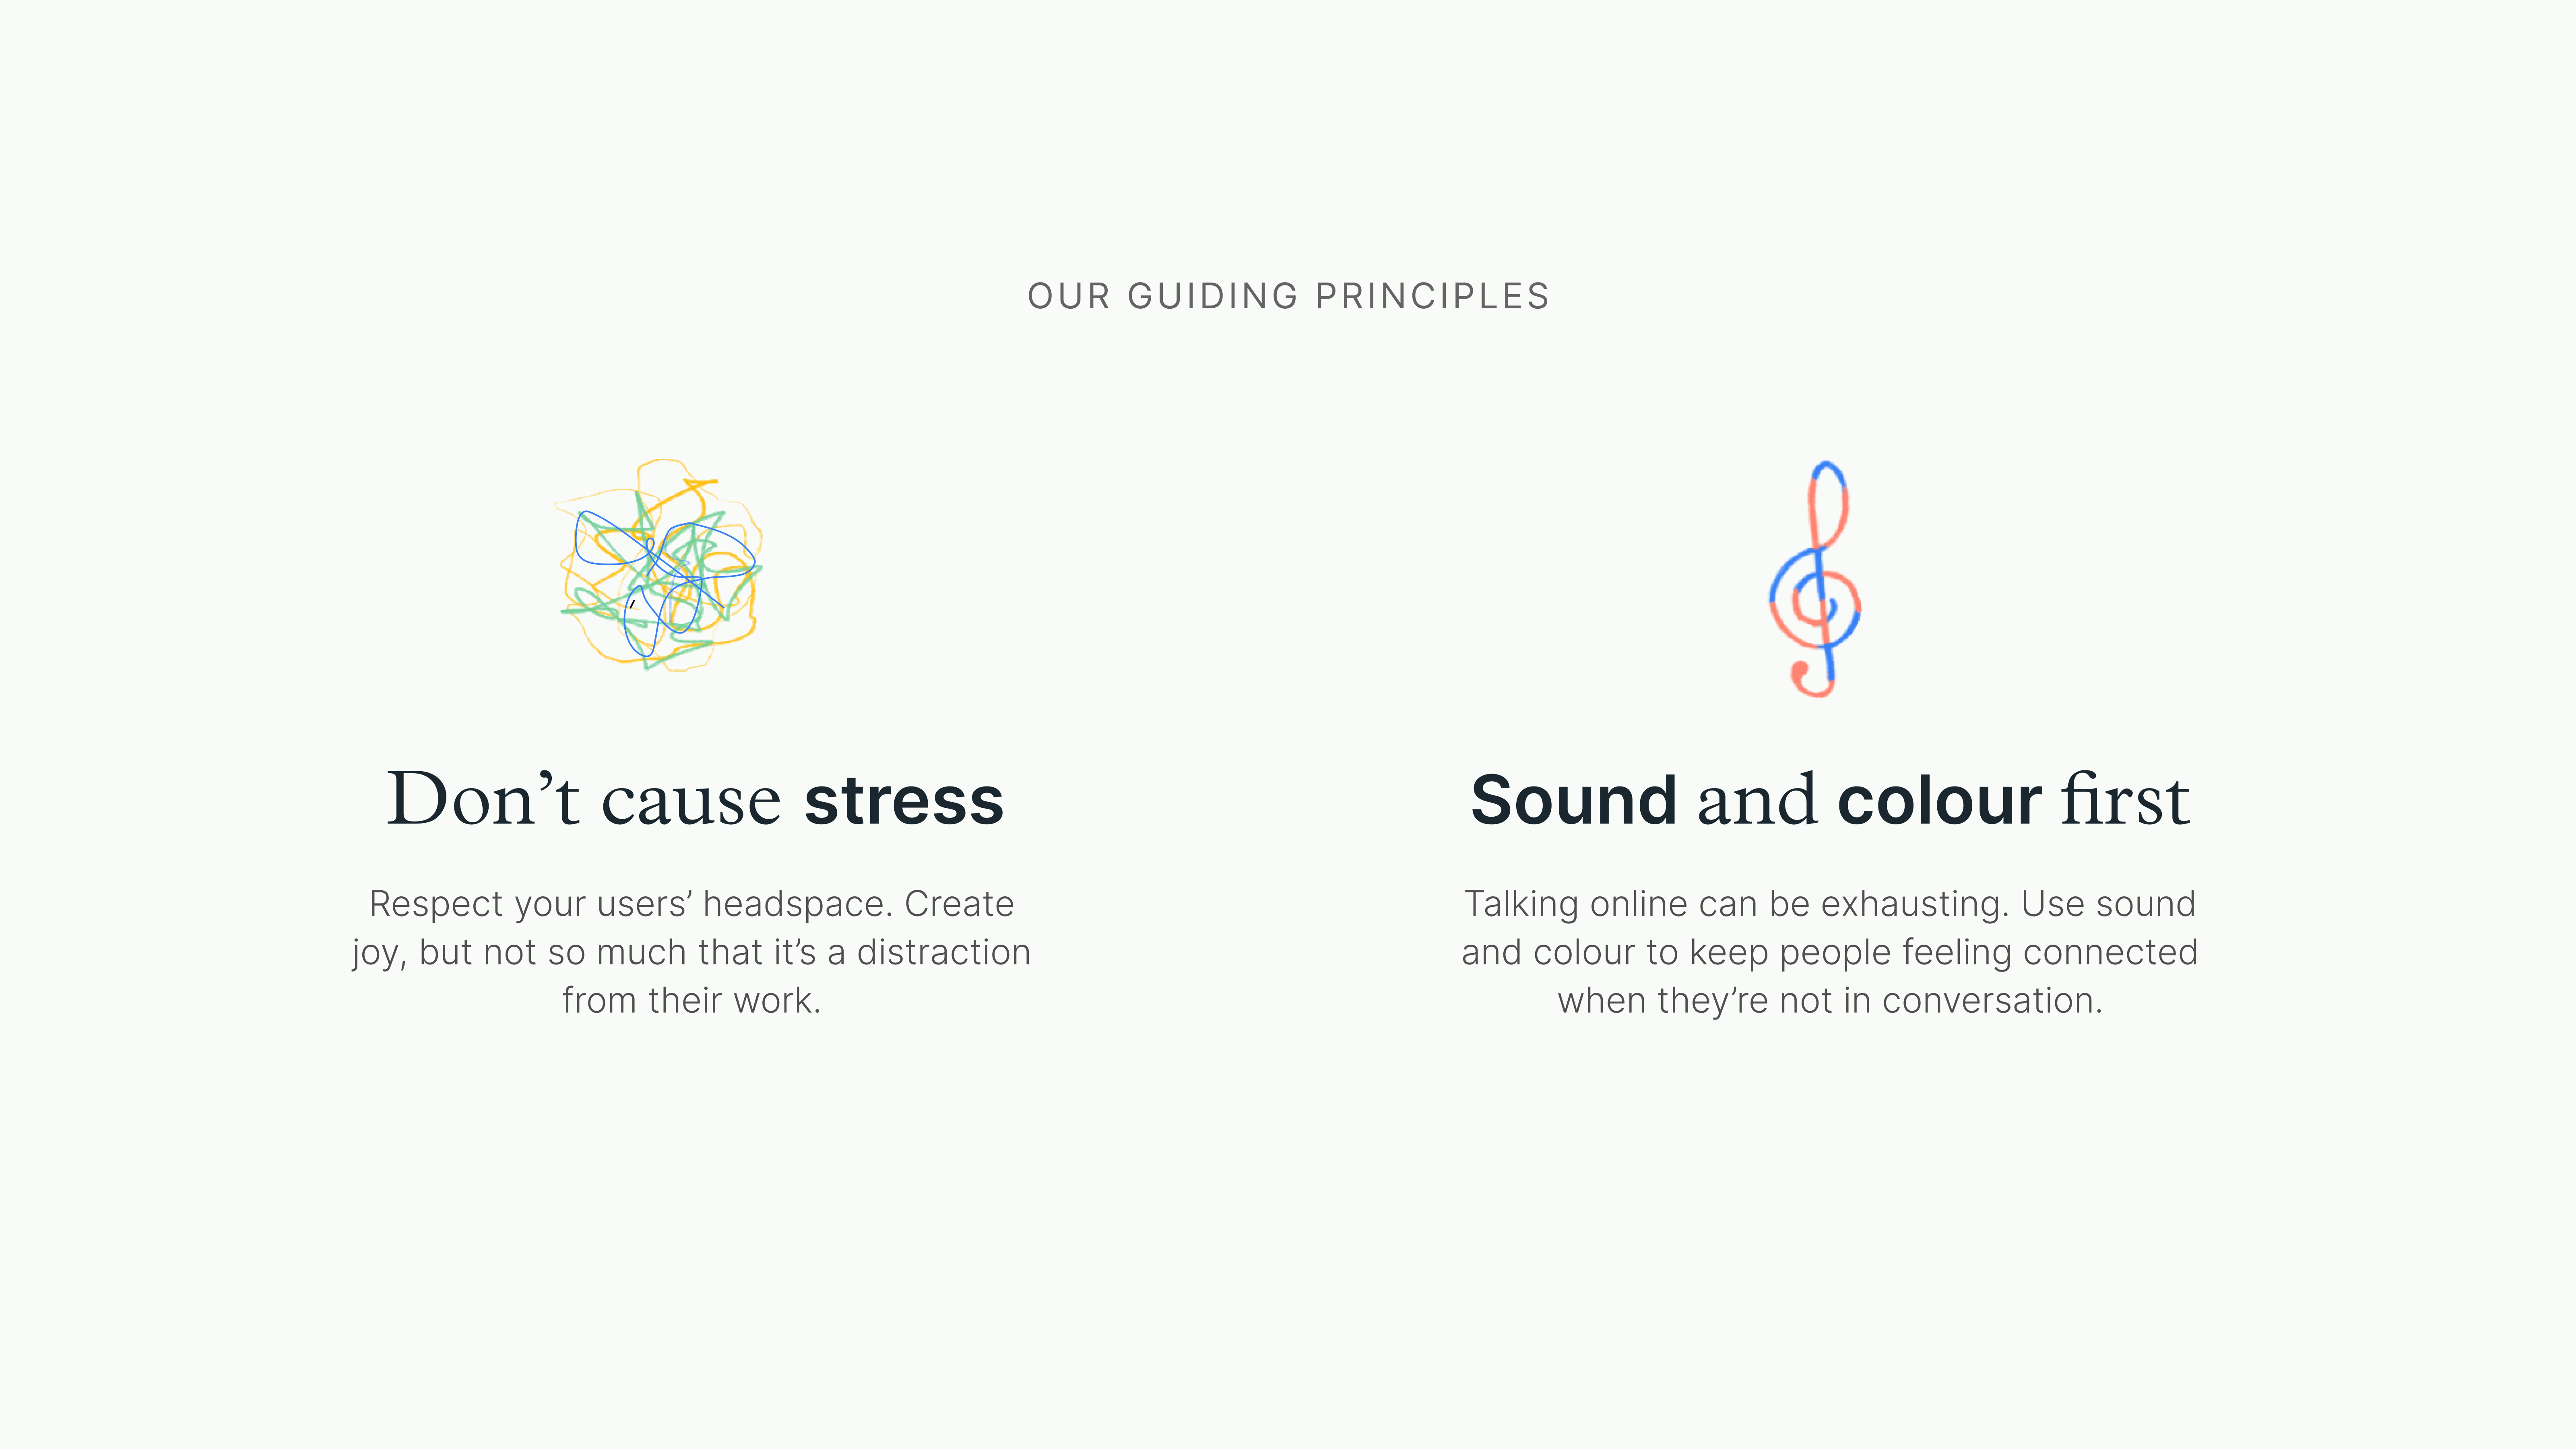 OUR GUIDING PRINCIPLES
Don’t cause stress
Respect your users’ headspace. Create
joy, but not so much that it’s a distraction
from their work.
Sound and colour first
Talking online can be exhausting. Use sound
and colour to keep people feeling connected
when they’re not in conversation.